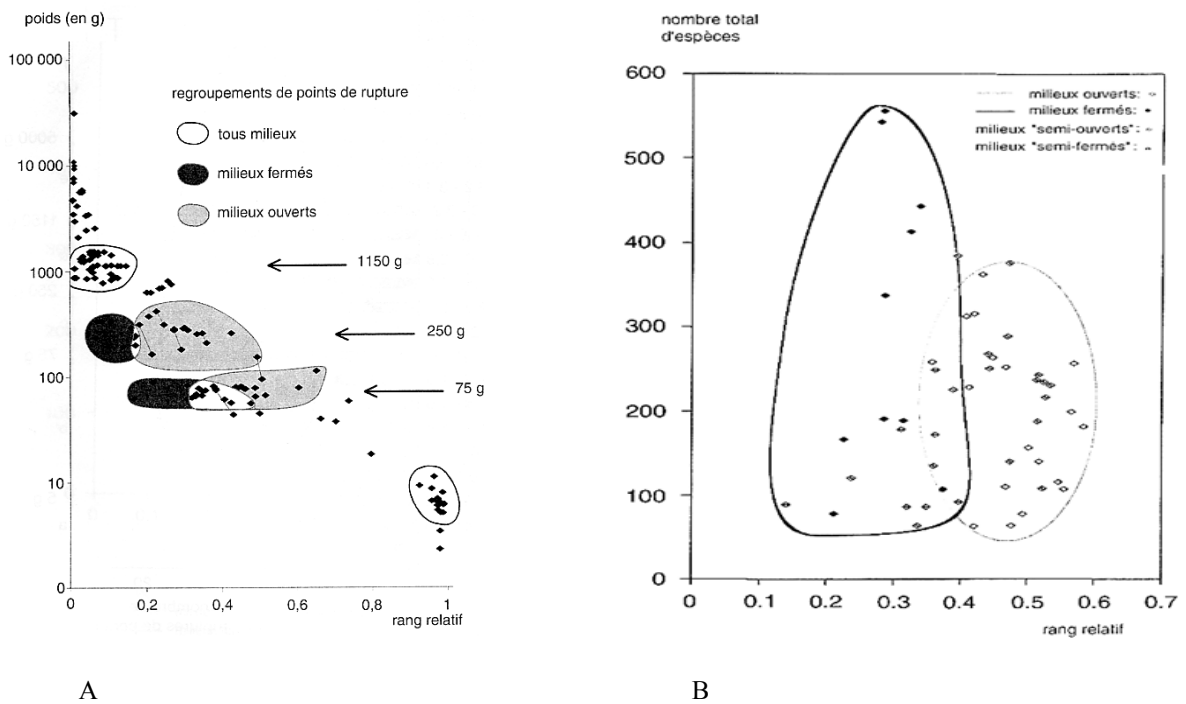 poids (en g)
100 000
10 000
1000
100
10
0
0
0,2
0,4
0,6
0,8
1
rang relatif
regroupements de points de rupture
tous milieux
milieux fermés
milieux ouverts
1150 g
250 g
75 g
A
nombre total
d'espèces
600
500
400
300
200
100
0
0
0.1
0.2
0.3
0.4
0.5
0.6
0.7
rang relatif
milieux ouverts:
milieux fermés:
milieux "semi-ouverts":
milieux "semi-fermés":
B